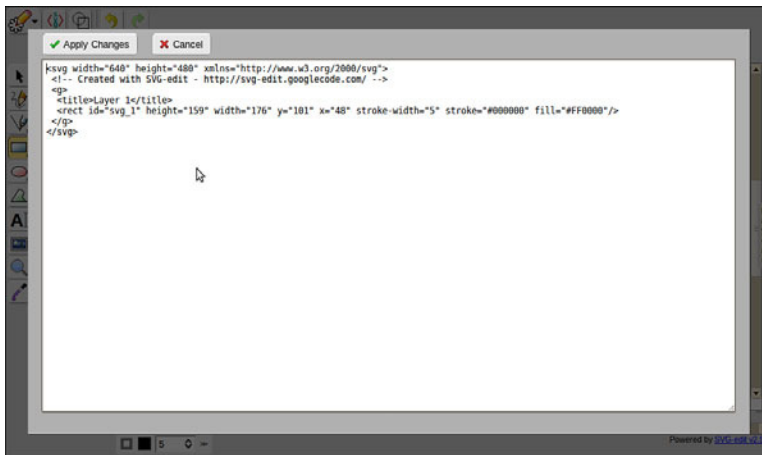 Apply Changes
Cancel
<svg width="640" height="480" xmlns="http://www.w3.org/2000/svg">
<!-- Created with SVG-edit - http://svg-edit.googlecode.com/ -->
<g>
<title>Layer 1</title>
<rect id="svg_1" height="159" width="176" y="101" x="48" stroke-width="5" stroke="#000000" fill="#FF0000"/>
</g>
</svg>
A
5
Powered by SVG-edit